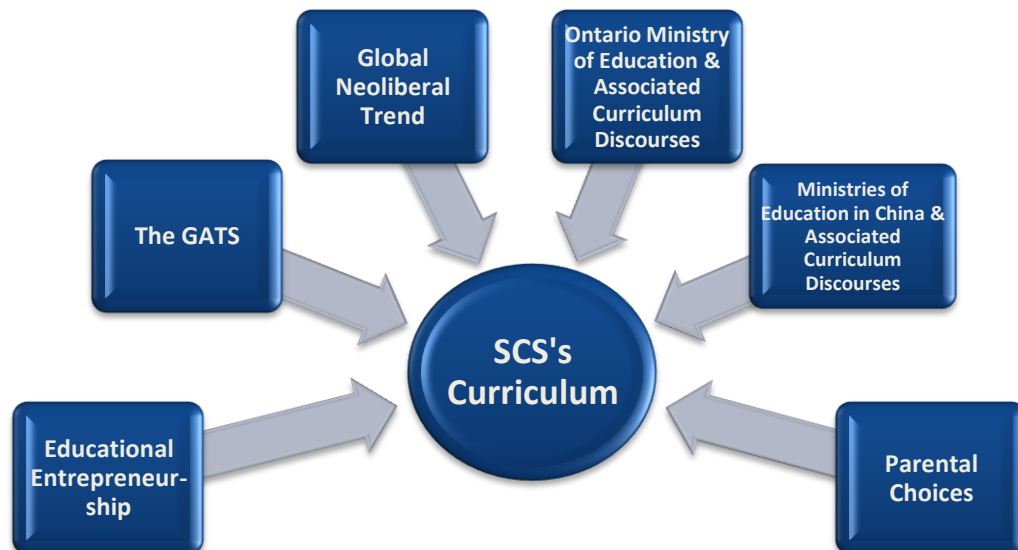 Global
Neoliberal
Trend
Ontario Ministry
of Education &
Associated
Curriculum
Discourses
The GATS
Ministries of
Education in China &
Associated
Curriculum
Discourses
SCS's
Curriculum
Educational
Entrepreneur-
ship
Parental
Choices